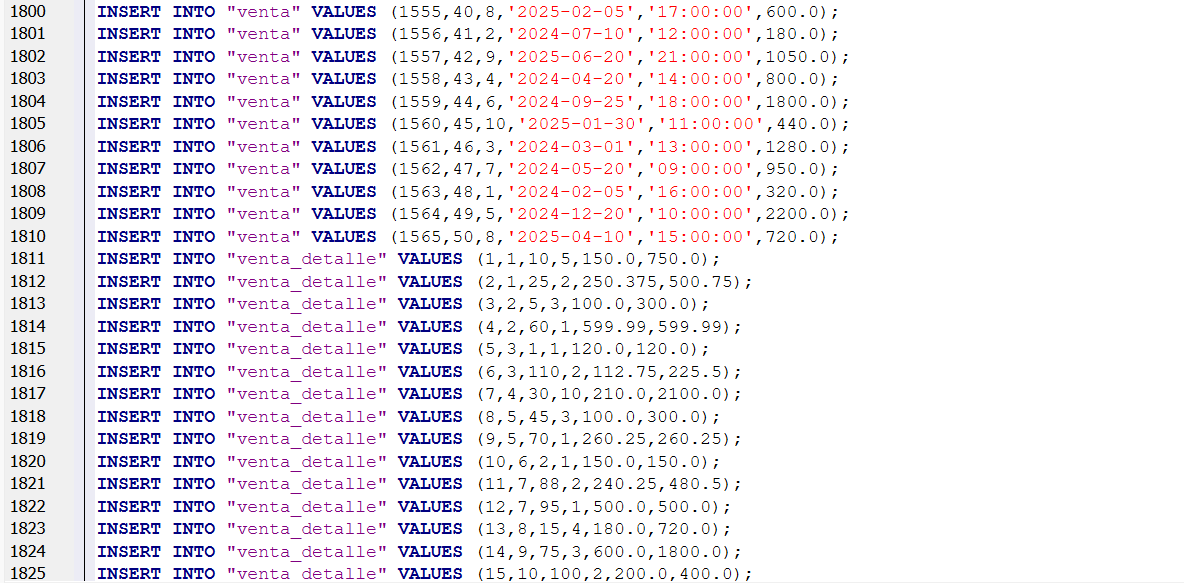 1800 INSERT INTO "venta" VALUES (1555,40,8,'2025-02-05','17:00:00',600.0);
1801 INSERT INTO "venta" VALUES (1556,41,2,'2024-07-10','12:00:00',180.0);
1802 INSERT INTO "venta" VALUES (1557,42,9,'2025-06-20','21:00:00',1050.0);
1803 INSERT INTO "venta" VALUES (1558,43,4,'2024-04-20','14:00:00',800.0);
1804 INSERT INTO "venta" VALUES (1559,44,6,'2024-09-25','18:00:00',1800.0);
1805 INSERT INTO "venta" VALUES (1560,45,10,'2025-01-30','11:00:00',440.0);
1806 INSERT INTO "venta" VALUES (1561,46,3,'2024-03-01','13:00:00',1280.0);
1807 INSERT INTO "venta" VALUES (1562,47,7,'2024-05-20','09:00:00',950.0);
1808 INSERT INTO "venta" VALUES (1563,48,1,'2024-02-05','16:00:00',320.0);
1809 INSERT INTO "venta" VALUES (1564,49,5,'2024-12-20','10:00:00',2200.0);
1810 INSERT INTO "venta" VALUES (1565,50,8,'2025-04-10','15:00:00',720.0);
1811 INSERT INTO "venta_detalle" VALUES (1,1,10,5,150.0,750.0);
1812 INSERT INTO "venta_detalle" VALUES (2,1,25,2,250.375,500.75);
1813 INSERT INTO "venta_detalle" VALUES (3,2,5,3,100.0,300.0);
1814 INSERT INTO "venta_detalle" VALUES (4,2,60,1,599.99,599.99);
1815 INSERT INTO "venta_detalle" VALUES (5,3,1,1,120.0,120.0);
1816 INSERT INTO "venta_detalle" VALUES (6,3,110,2,112.75,225.5);
1817 INSERT INTO "venta_detalle" VALUES (7,4,30,10,210.0,2100.0);
1818 INSERT INTO "venta_detalle" VALUES (8,5,45,3,100.0,300.0);
1819 INSERT INTO "venta_detalle" VALUES (9,5,70,1,260.25,260.25);
1820 INSERT INTO "venta_detalle" VALUES (10,6,2,1,150.0,150.0);
1821 INSERT INTO "venta_detalle" VALUES (11,7,88,2,240.25,480.5);
1822 INSERT INTO "venta_detalle" VALUES (12,7,95,1,500.0,500.0);
1823 INSERT INTO "venta_detalle" VALUES (13,8,15,4,180.0,720.0);
1824 INSERT INTO "venta_detalle" VALUES (14,9,75,3,600.0,1800.0);
1825 INSERT INTO "venta_detalle" VALUES (15,10,100,2,200.0,400.0);